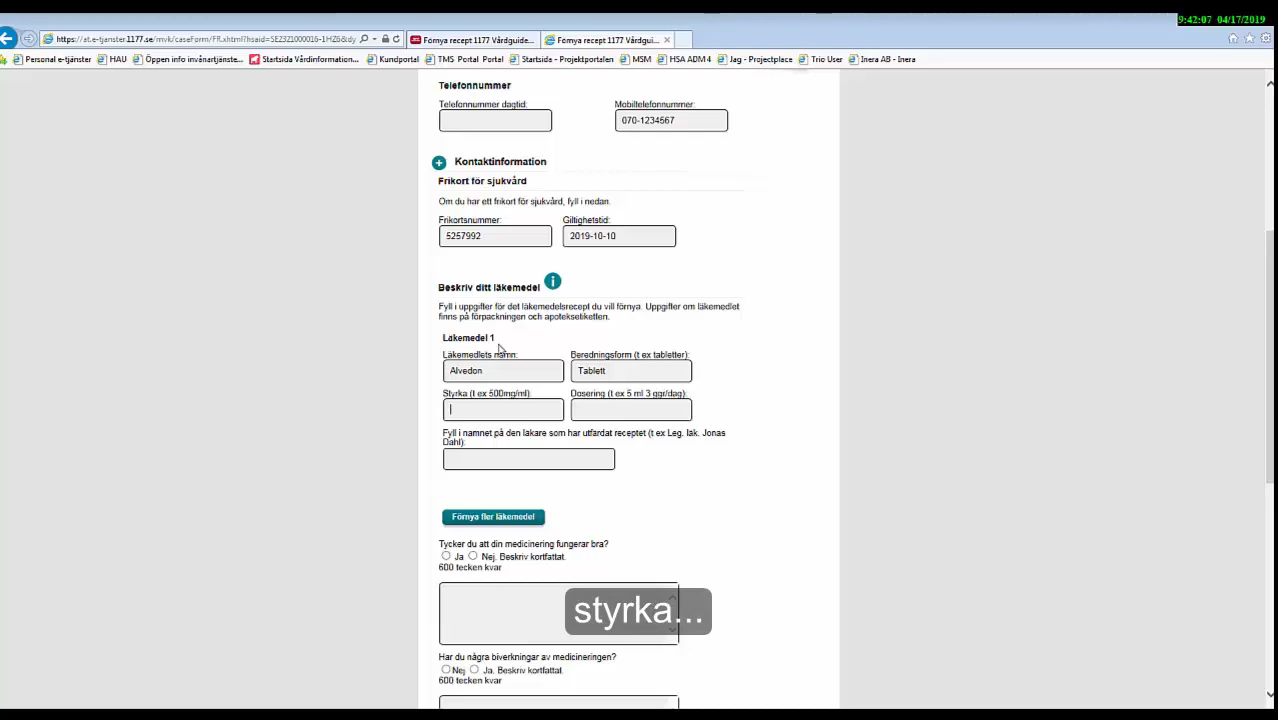 9:42:07 04/17/2019
https://at.e-tjanster.1177.se/mvk/caseForm/FR.xhtml?hsaid=SE2321000016-1HZ6&dy
Förnya recept 1177 Vårdguide...
Förnya recept 1177 Vårdgui...
Personal e-tjänster
HAU
Öppen info invånartjänste...
Startsida Vårdinformation...
Kundportal
TMS Portal Portal
Startsida - Projektportalen
MSM
HSA ADM 4
Jag - Projectplace
Trio User
Inera AB - Inera
Telefonnummer
Telefonnummer dagtid:
Mobiltelefonnummer:
070-1234567
Kontaktinformation
Frikort för sjukvård
Om du har ett frikort för sjukvård, fyll i nedan.
Frikortsnummer:
Giltighetstid:
5257992
2019-10-10
Beskriv ditt läkemedel
Fyll i uppgifter för det läkemedelsrecept du vill förnya. Uppgifter om läkemedlet
finns på förpackningen och apoteksetiketten.
Läkemedel 1
Läkemedlets namn:
Beredningsform (t ex tabletter):
Alvedon
Tablett
Styrka (t ex 500mg/ml)
Dosering (t ex 5 ml 3 ggr/dag):
Fyll i namnet på den läkare som har utfärdat receptet (t ex Leg. läk. Jonas
Dahl):
Förnya fler läkemedel
Tycker du att din medicinering fungerar bra?
Ja
Nej. Beskriv kortfattat.
600 tecken kvar
styrka...
Har du några biverkningar av medicineringen?
Nej
Ja. Beskriv kortfattat.
600 tecken kvar